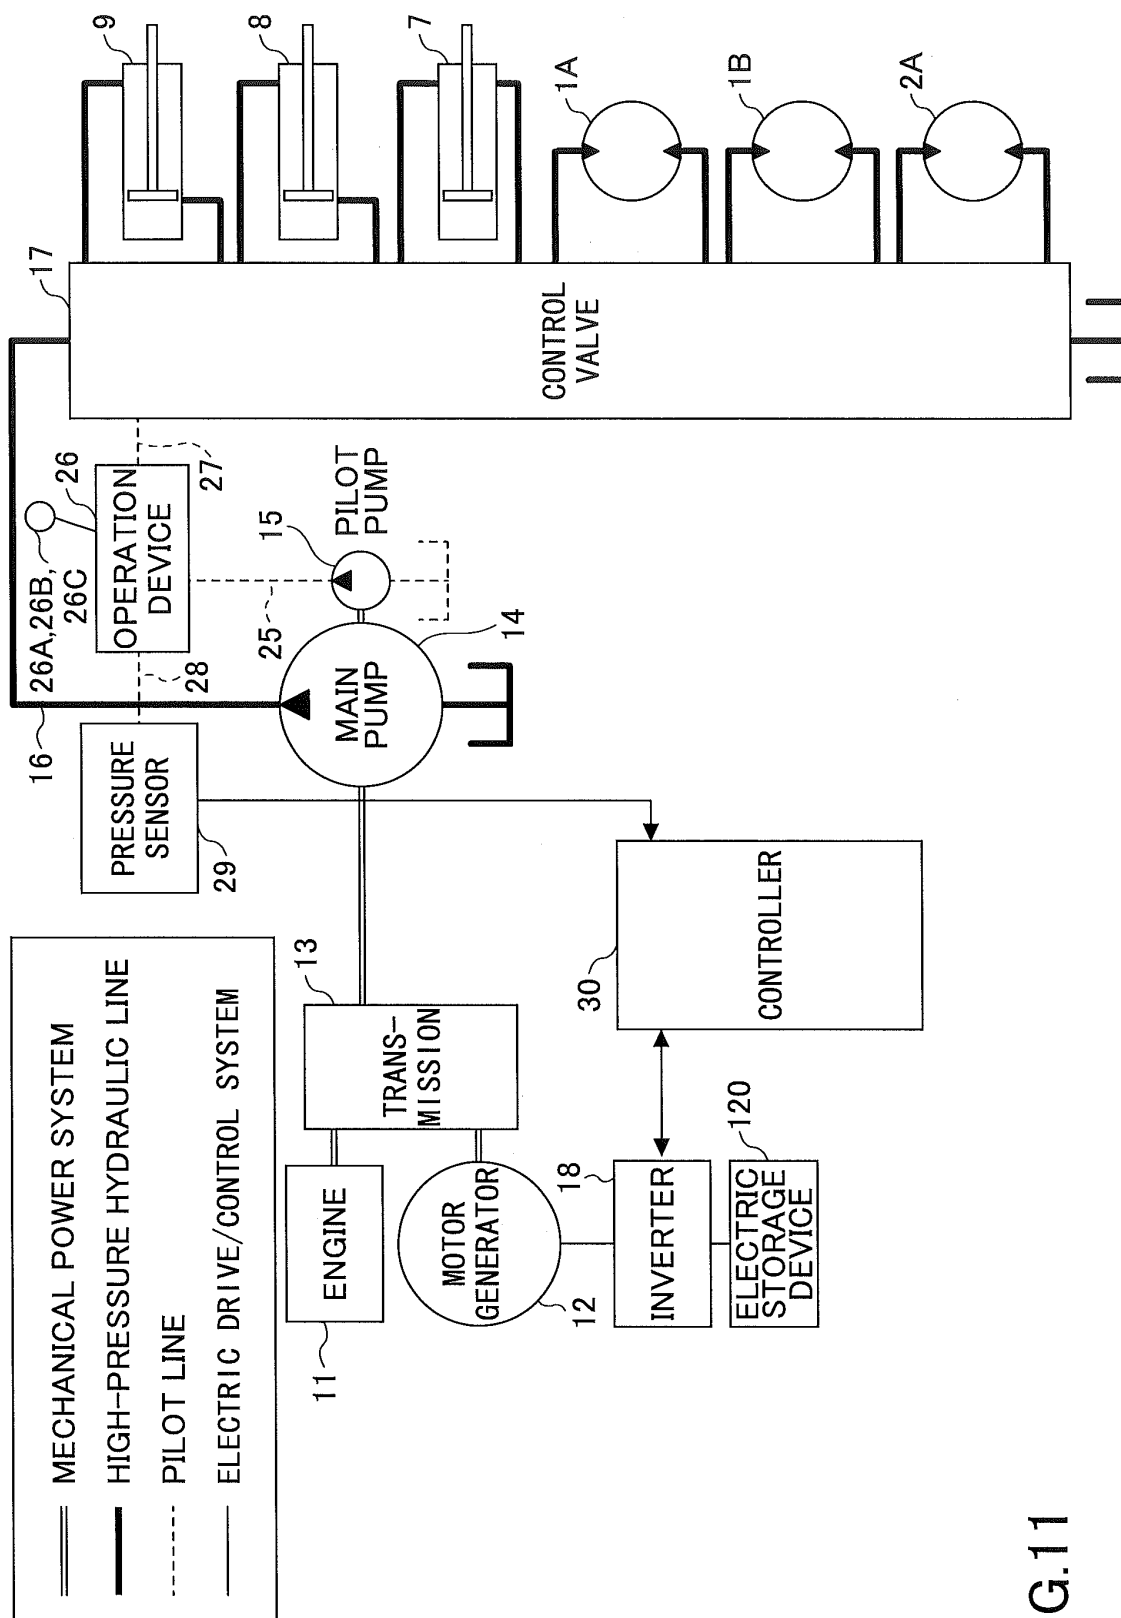 MECHANICAL POWER SYSTEM
HIGH-PRESSURE HYDRAULIC LINE
PILOT LINE
ELECTRIC DRIVE/CONTROL SYSTEM
16
26A,26B,
26C
26
17
9
8
7
PRESSURE
SENSOR
29
28
OPERATION
DEVICE
27
25
15
PILOT
PUMP
11
ENGINE
13
TRANS-
MISSION
MAIN
PUMP
14
MOTOR
GENERATOR
12
CONTROL
VALVE
1A
1B
2A
18
INVERTER
30
CONTROLLER
120
ELECTRIC
STORAGE
DEVICE
G.11